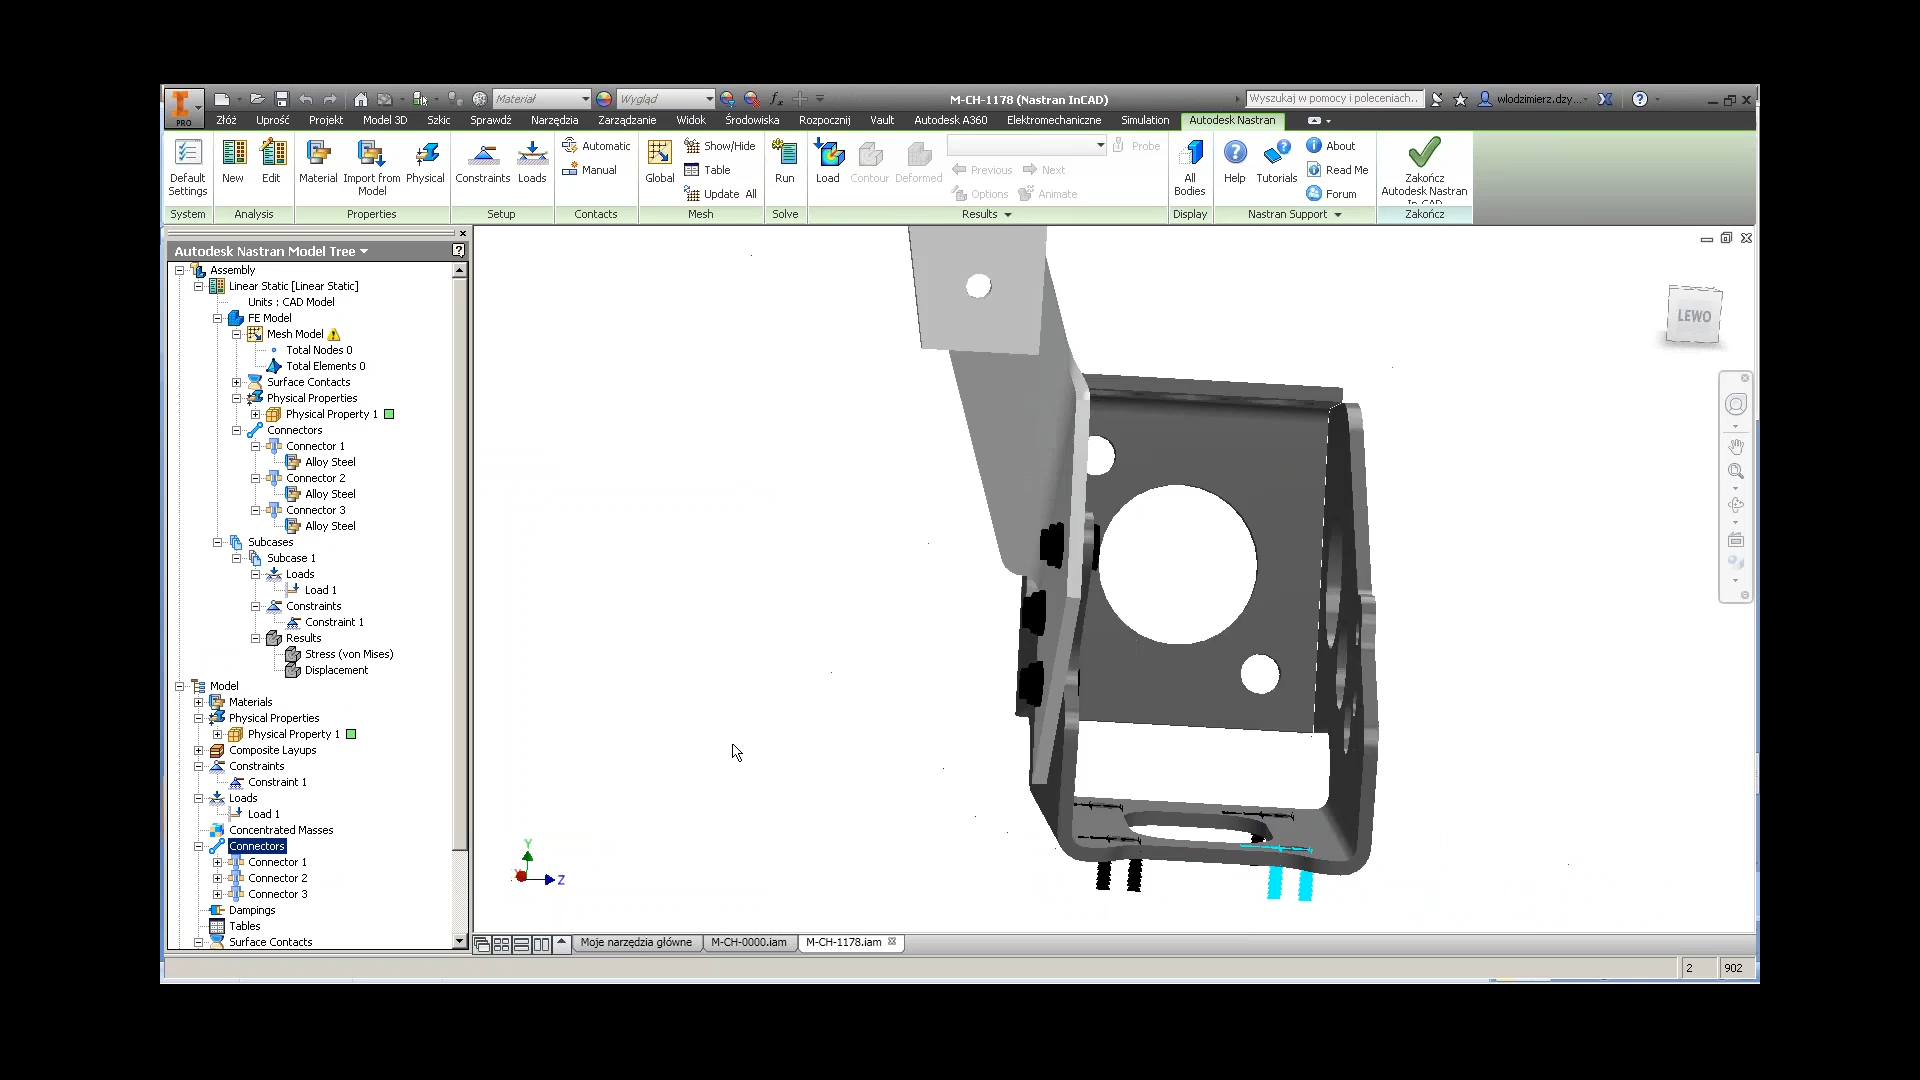 PRO
Materiał
Wygląd
fx
M-CH-1178 (Nastran InCAD)
Wyszukaj w pomocy i poleceniach...
wlodzimierz.dzy...
Złóż Uprość Projekt Model 3D Szkic Sprawdź Narzędzia Zarządzanie Widok Środowiska Rozpocznij Vault Autodesk A360 Elektromechaniczne Simulation Autodesk Nastran
Default Settings
New
Edit
Material
Import from Model
Physical
Constraints
Loads
Automatic
Manual
Global
Show/Hide
Table
Update All
Run
Load
Contour
Deformed
Previous
Next
Options
Animate
Probe
All Bodies
Help
Tutorials
About
Read Me
Forum
Zakończ Autodesk Nastran In-CAD
System Analysis Properties Setup Contacts Mesh Solve Results Display Nastran Support Zakończ
Autodesk Nastran Model Tree
Assembly
Linear Static [Linear Static]
Units : CAD Model
FE Model
Mesh Model
Total Nodes 0
Total Elements 0
Surface Contacts
Physical Properties
Physical Property 1
Connectors
Connector 1
Alloy Steel
Connector 2
Alloy Steel
Connector 3
Alloy Steel
Subcases
Subcase 1
Loads
Load 1
Constraints
Constraint 1
Results
Stress (von Mises)
Displacement
Model
Materials
Physical Properties
Physical Property 1
Composite Layups
Constraints
Constraint 1
Loads
Load 1
Concentrated Masses
Connectors
Connector 1
Connector 2
Connector 3
Dampings
Tables
Surface Contacts
LEWO
Y
Z
Moje narzędzia główne
M-CH-0000.iam
M-CH-1178.iam
2
902